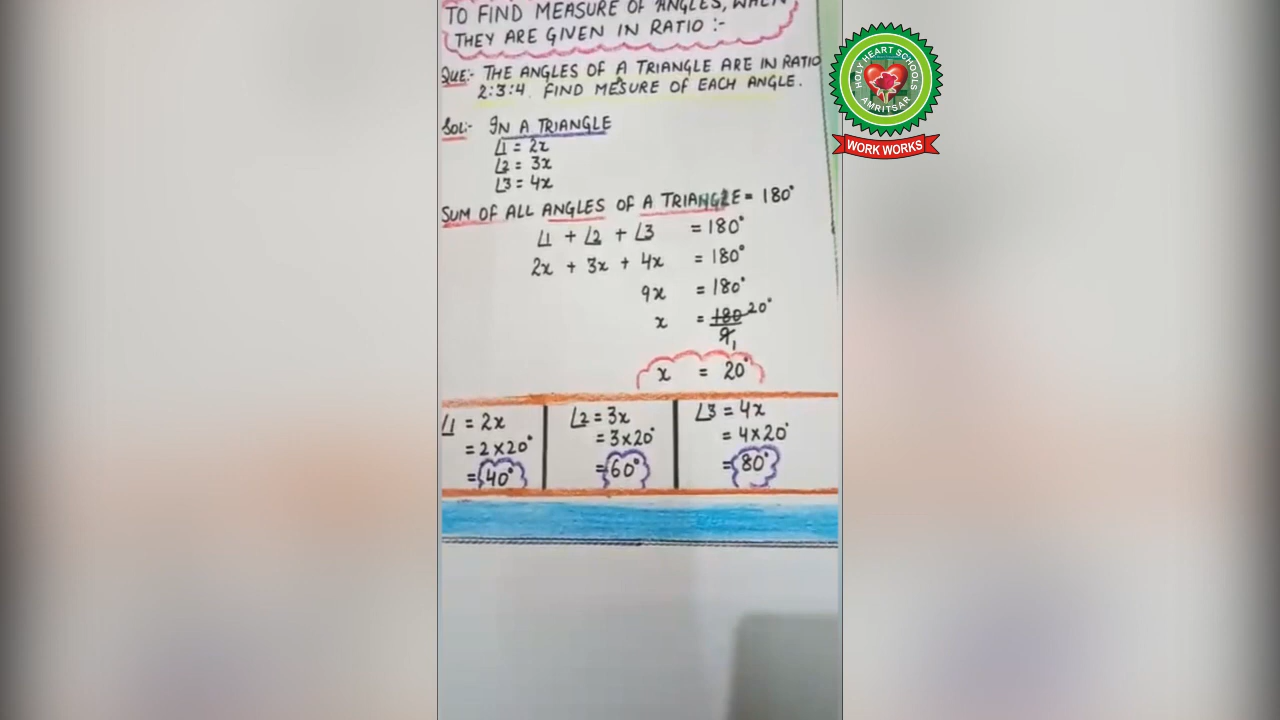 TO FIND MEASURE OF ANGLES, WHEN
THEY ARE GIVEN IN RATIO :-
QUE:- THE ANGLES OF A TRIANGLE ARE IN RATIO
2:3:4. FIND MESURE OF EACH ANGLE.
SOL:- IN A TRIANGLE
∠1 = 2x
∠2 = 3x
∠3 = 4x
SUM OF ALL ANGLES OF A TRIANGLE = 180°
∠1 + ∠2 + ∠3 = 180°
2x + 3x + 4x = 180°
9x = 180°
x = 180/9 20° 1
x = 20°
∠1 = 2x
= 2×20°
= 40°
∠2 = 3x
= 3×20°
= 60°
∠3 = 4x
= 4×20°
= 80°
HOLY HEART SCHOOLS
AMRITSAR
WORK WORKS